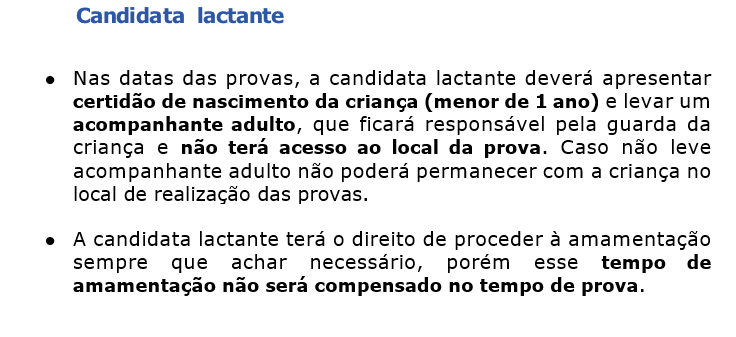 Candidata lactante
● Nas datas das provas, a candidata lactante deverá apresentar
certidão de nascimento da criança (menor de 1 ano) e levar um
acompanhante adulto, que ficará responsável pela guarda da
criança e não terá acesso ao local da prova. Caso não leve
acompanhante adulto não poderá permanecer com a criança no
local de realização das provas.
● A candidata lactante terá o direito de proceder à amamentação
sempre que achar necessário, porém esse tempo de
amamentação não será compensado no tempo de prova.